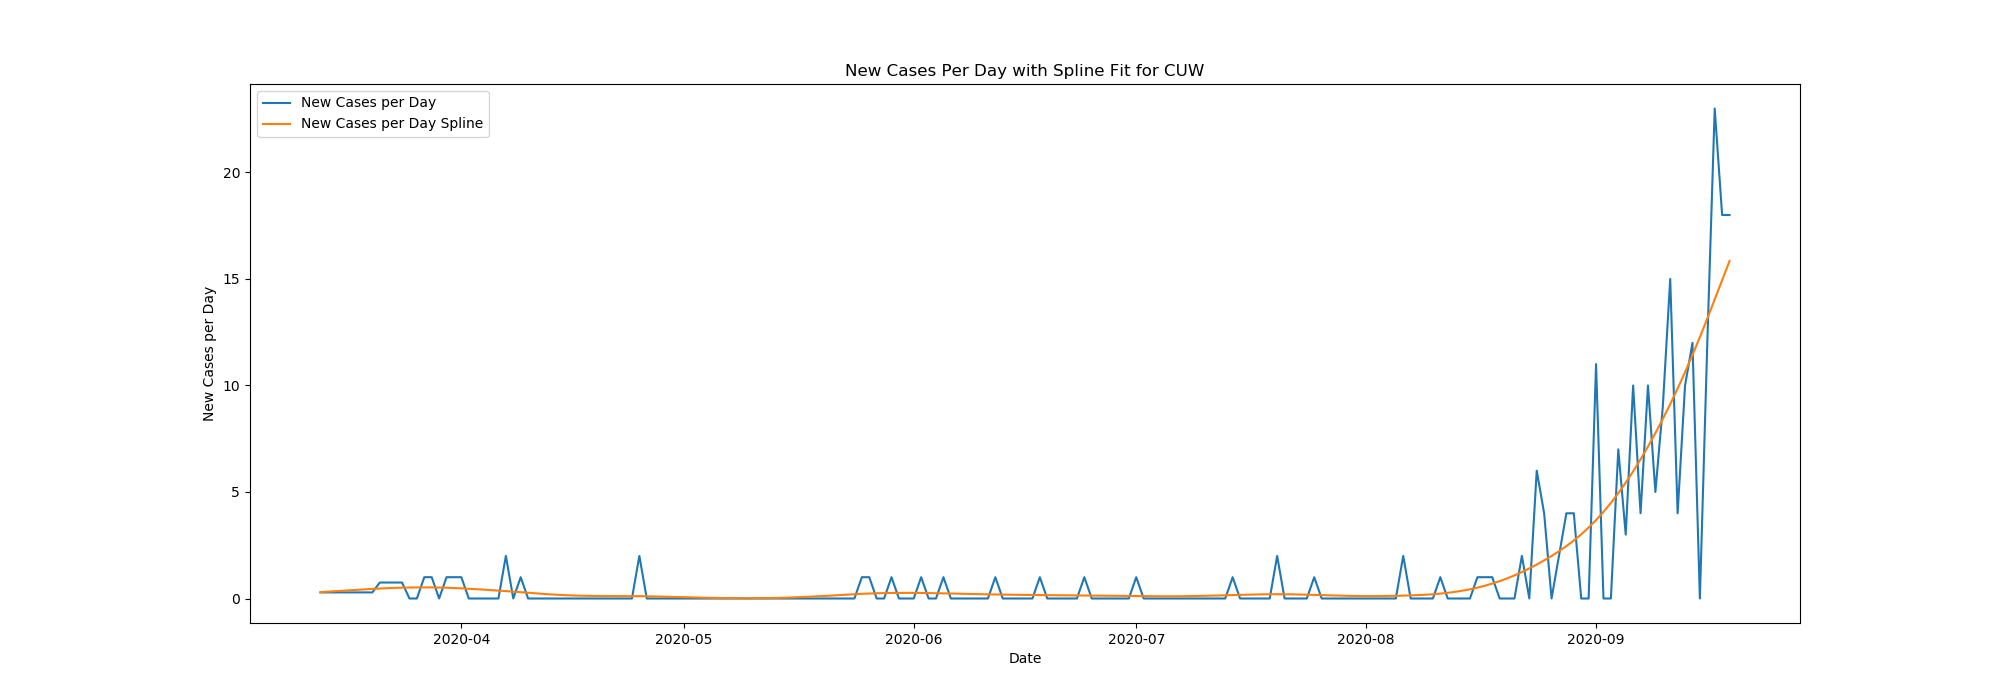 New Cases Per Day with Spline Fit for CUW
New Cases per Day
New Cases per Day Spline
20
15
10
5
0
New Cases per Day
2020-04
2020-05
2020-06
2020-07
2020-08
2020-09
Date